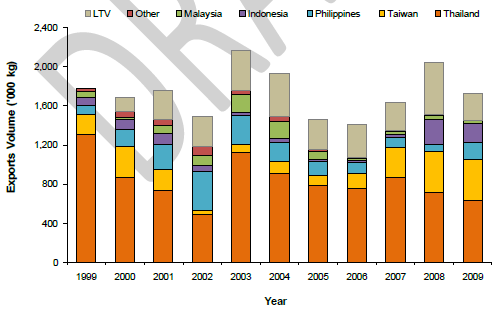 LTV Other Malaysia Indonesia Philippines Taiwan Thailand
2,400
2,000
1,600
1,200
800
400
0
Exports Volume ('000 kg)
1999 2000 2001 2002 2003 2004 2005 2006 2007 2008 2009
Year
DRA